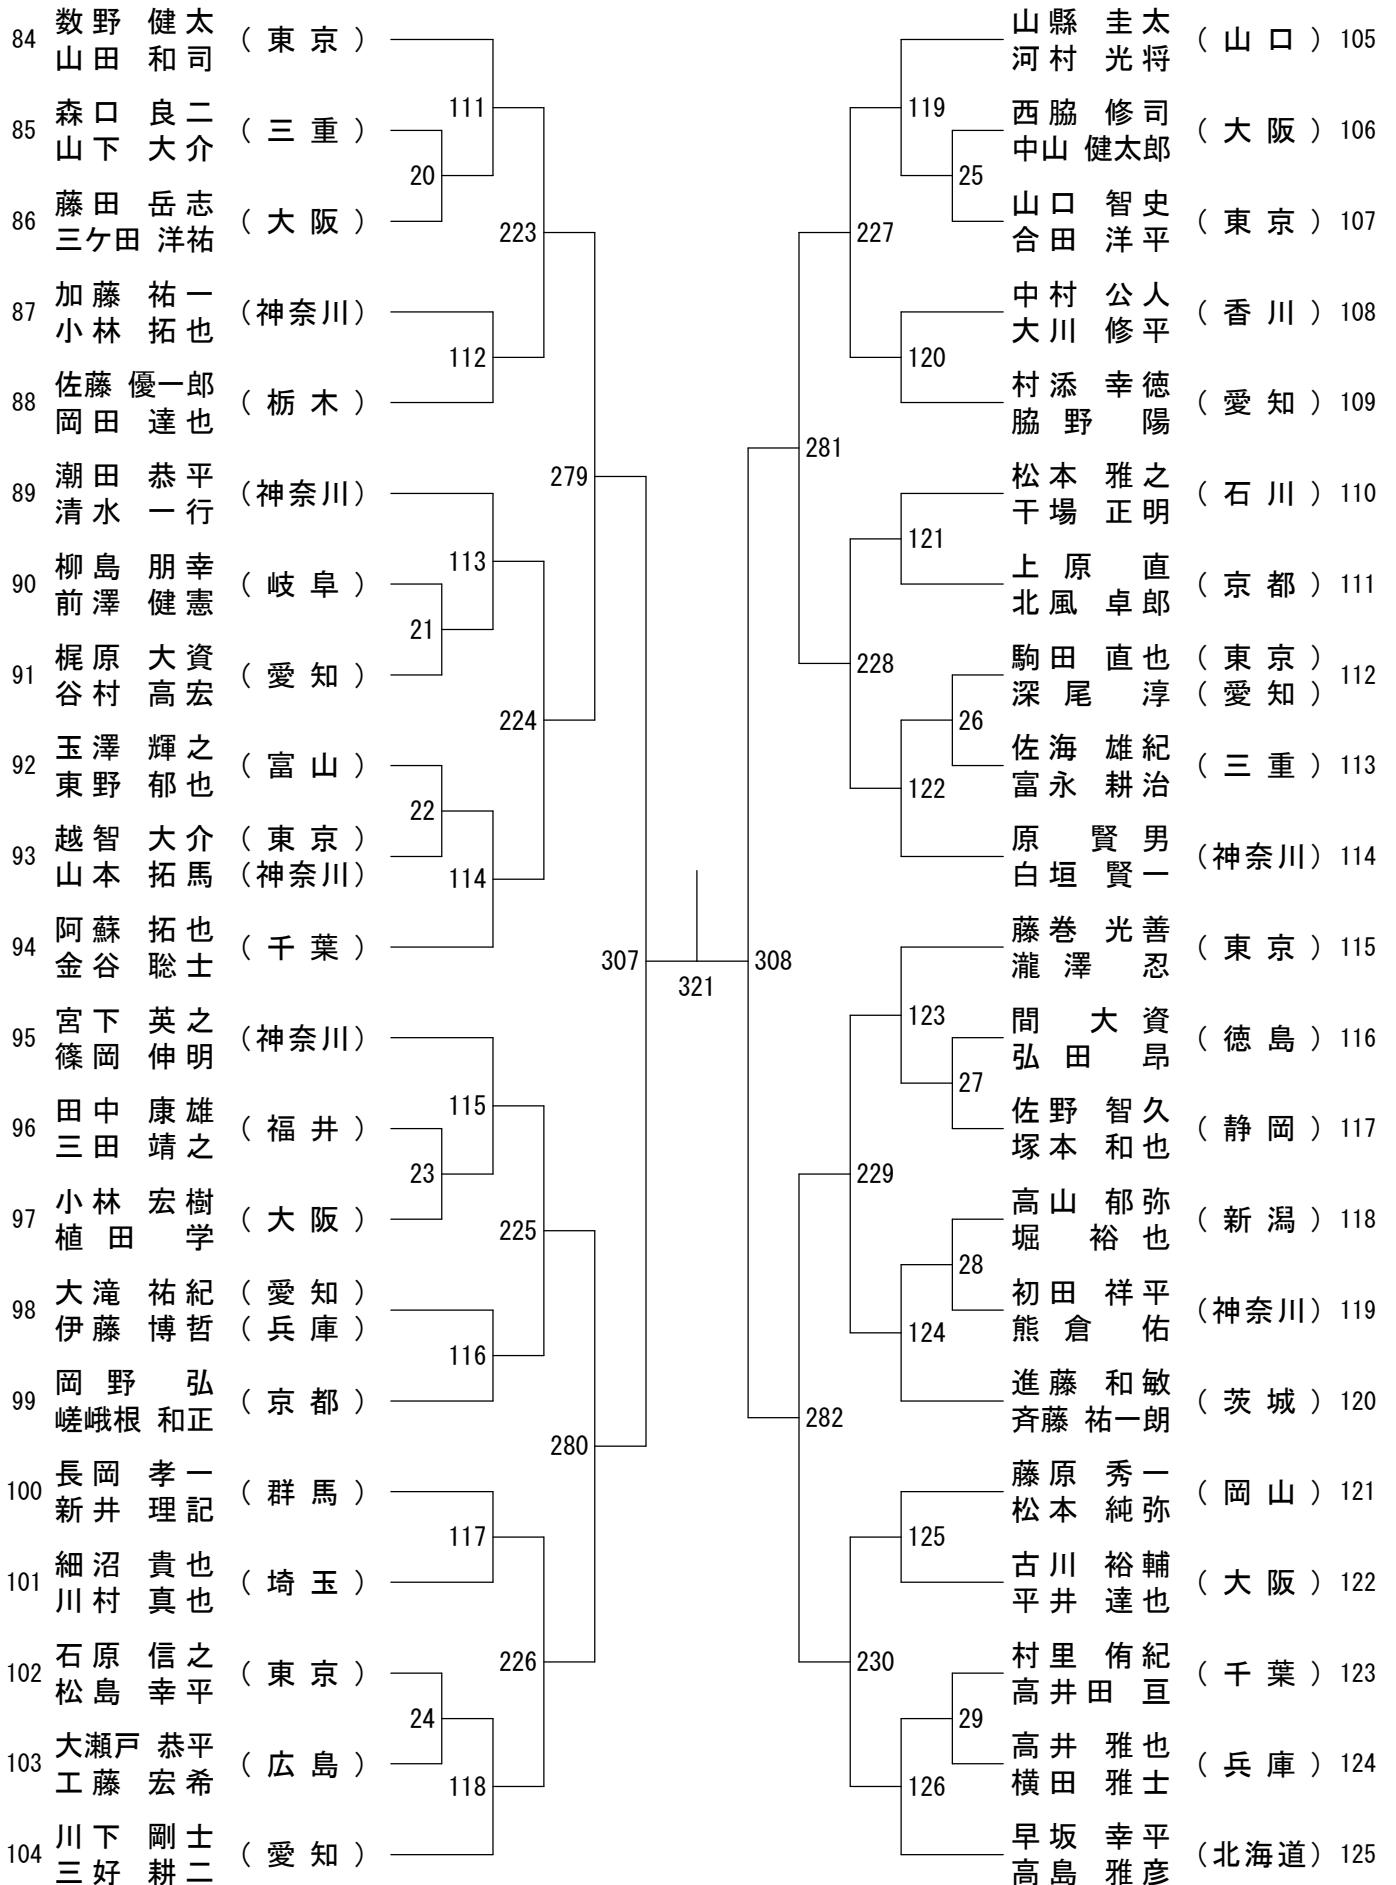 84 数野 健太 (東京)
山田 和司
111
85 森口 良二 (三重)
山下 大介
20
86 藤田 岳志 (大阪)
三ケ田 洋祐
223
87 加藤 祐一 (神奈川)
小林 拓也
112
88 佐藤 優一郎 (栃木)
岡田 達也
279
89 潮田 恭平 (神奈川)
清水 一行
113
90 柳島 朋幸 (岐阜)
前澤 健憲
21
91 梶原 大資 (愛知)
谷村 高宏
224
92 玉澤 輝之 (富山)
東野 郁也
22
93 越智 大介 (東京)
山本 拓馬 (神奈川)
114
94 阿蘇 拓也 (千葉)
金谷 聡士
307
95 宮下 英之 (神奈川)
篠岡 伸明
115
96 田中 康雄 (福井)
三田 靖之
23
97 小林 宏樹 (大阪)
植田 学
225
98 大滝 祐紀 (愛知)
伊藤 博哲 (兵庫)
116
99 岡野 弘 (京都)
嵯峨根 和正
280
100 長岡 孝一 (群馬)
新井 理記
117
101 細沼 貴也 (埼玉)
川村 真也
226
102 石原 信之 (東京)
松島 幸平
24
103 大瀬戸 恭平 (広島)
工藤 宏希
118
104 川下 剛士 (愛知)
三好 耕二
321
山縣 圭太 (山口) 105
河村 光将
119
西脇 修司 (大阪) 106
中山 健太郎
25
山口 智史 (東京) 107
合田 洋平
227
中村 公人 (香川) 108
大川 修平
120
村添 幸徳 (愛知) 109
脇野 陽
281
松本 雅之 (石川) 110
干場 正明
121
上原 直 (京都) 111
北風 卓郎
228
駒田 直也 (東京) 112
深尾 淳 (愛知)
26
佐海 雄紀 (三重) 113
富永 耕治
122
原 賢男 (神奈川) 114
白垣 賢一
308
藤巻 光善 (東京) 115
瀧澤 忍
123
間 大資 (徳島) 116
弘田 昂
27
佐野 智久 (静岡) 117
塚本 和也
229
高山 郁弥 (新潟) 118
堀 裕也
28
初田 祥平 (神奈川) 119
熊倉 佑
124
進藤 和敏 (茨城) 120
斉藤 祐一朗
282
藤原 秀一 (岡山) 121
松本 純弥
125
古川 裕輔 (大阪) 122
平井 達也
230
村里 侑紀 (千葉) 123
高井田 亘
29
高井 雅也 (兵庫) 124
横田 雅士
126
早坂 幸平 (北海道) 125
高島 雅彦